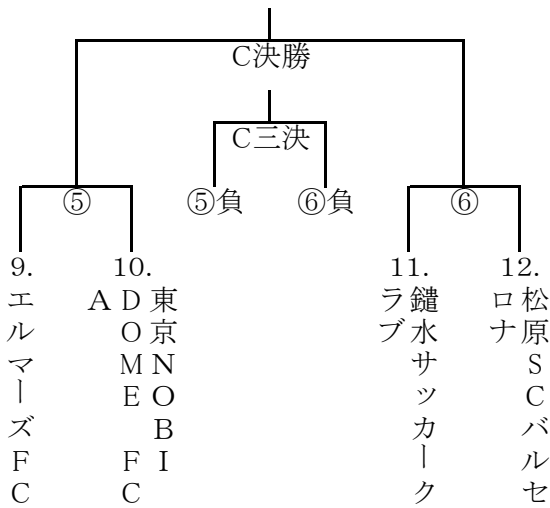 C決勝
C三決
⑤
⑤負
⑥負
⑥
9.
10.
11.
12.
エルマーズFC
東京NOBI
DOME FC
A
鑓水サッカーク
ラブ
松原SCバルセ
ロナ